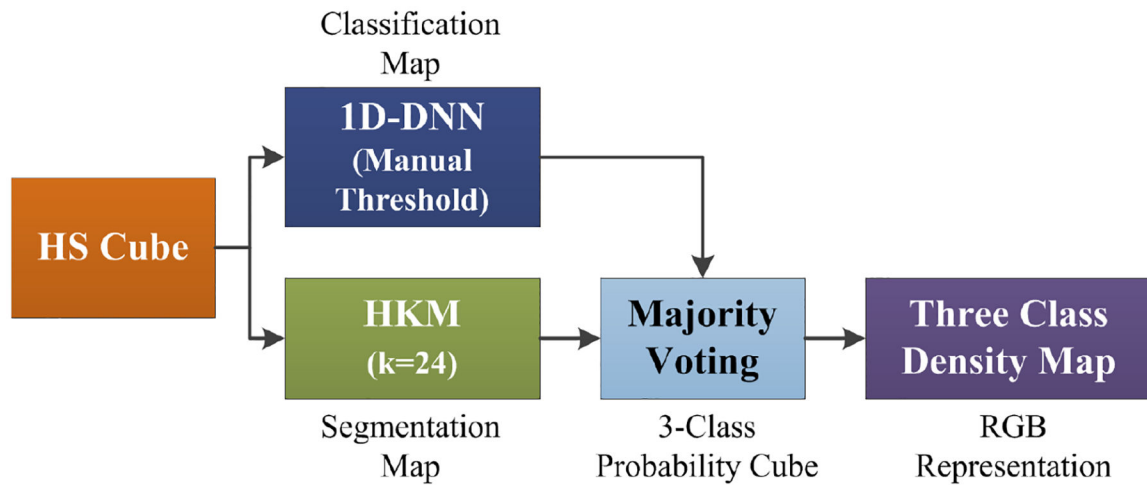 Classification
Map
1D-DNN
(Manual
Threshold)
HS Cube
HKM
(k=24)
Segmentation
Map
Majority
Voting
3-Class
Probability Cube
Three Class
Density Map
RGB
Representation